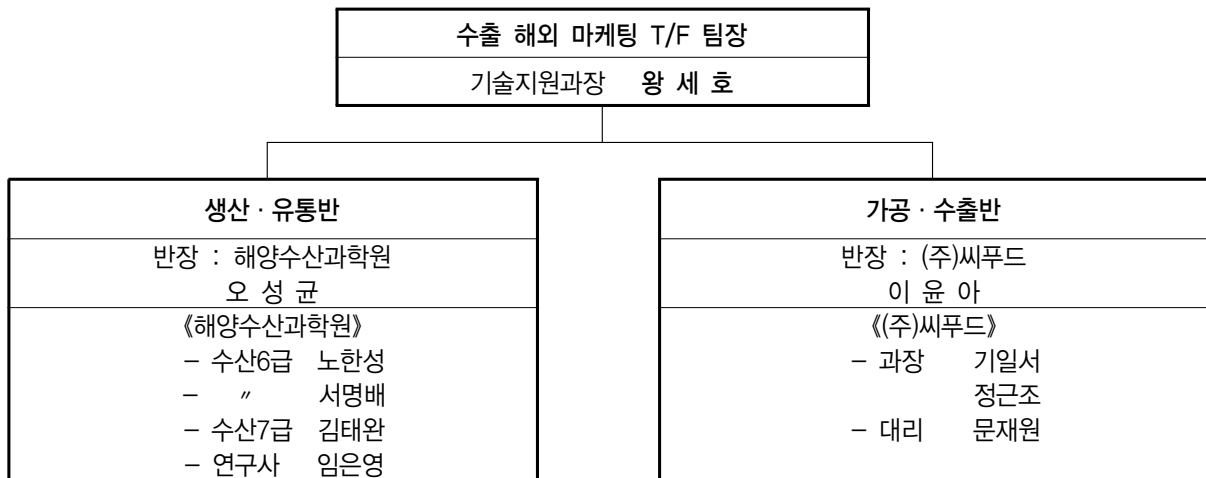 수출 해외 마케팅 T/F 팀장
기술지원과장 왕 세 호
생산 · 유통반
반장 : 해양수산과학원
오 성 균
《해양수산과학원》
– 수산6급 노한성
– 〃 서명배
– 수산7급 김태완
– 연구사 임은영
가공 · 수출반
반장 : (주)씨푸드
이 윤 아
《(주)씨푸드》
– 과장 기일서
정근조
– 대리 문재원